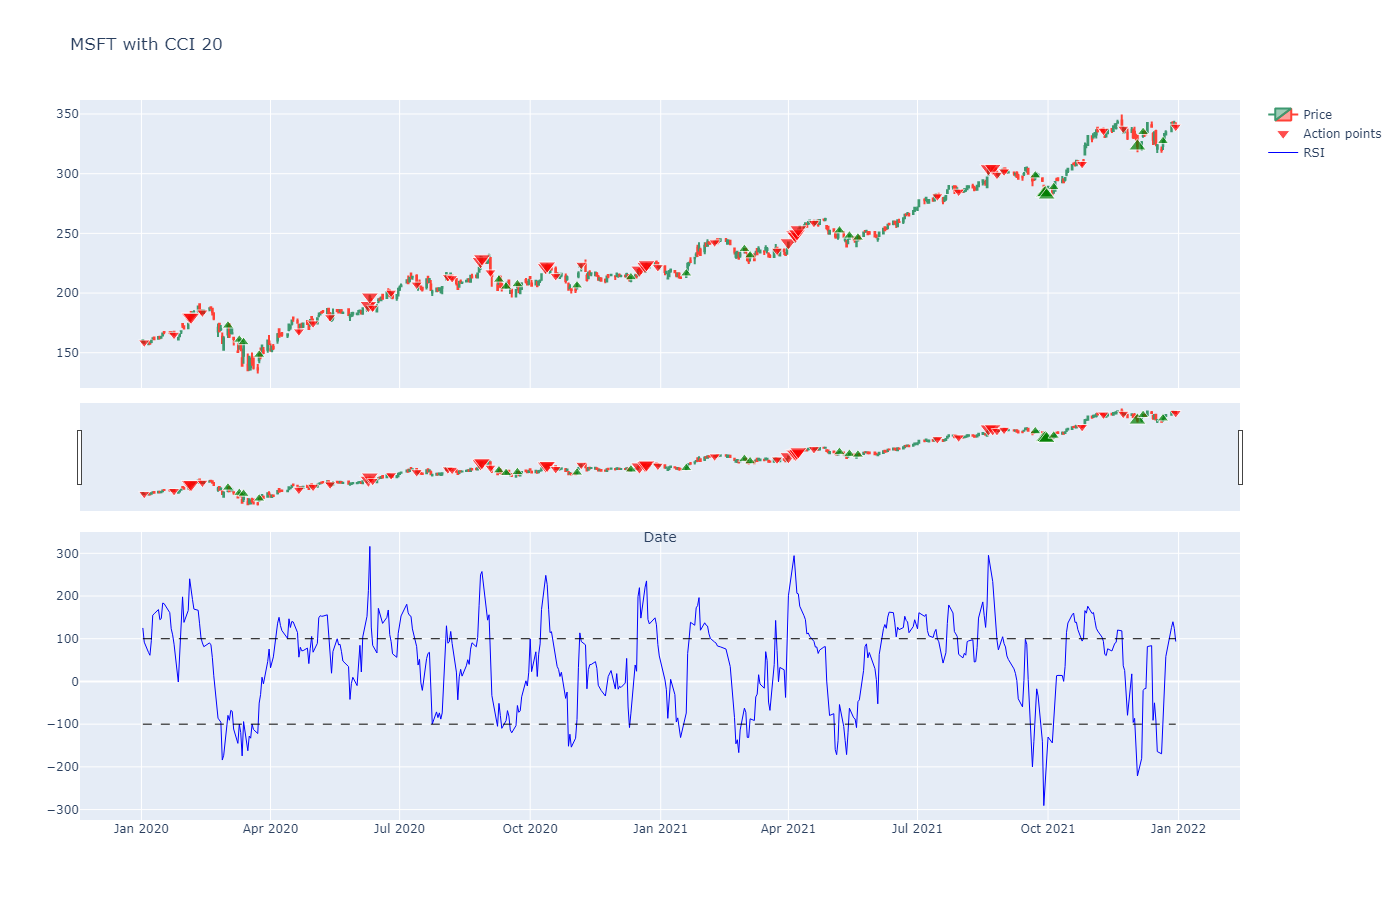 MSFT with CCI 20
350
300
250
200
150
Price
Action points
RSI
Date
300
200
100
0
−100
−200
−300
Jan 2020
Apr 2020
Jul 2020
Oct 2020
Jan 2021
Apr 2021
Jul 2021
Oct 2021
Jan 2022